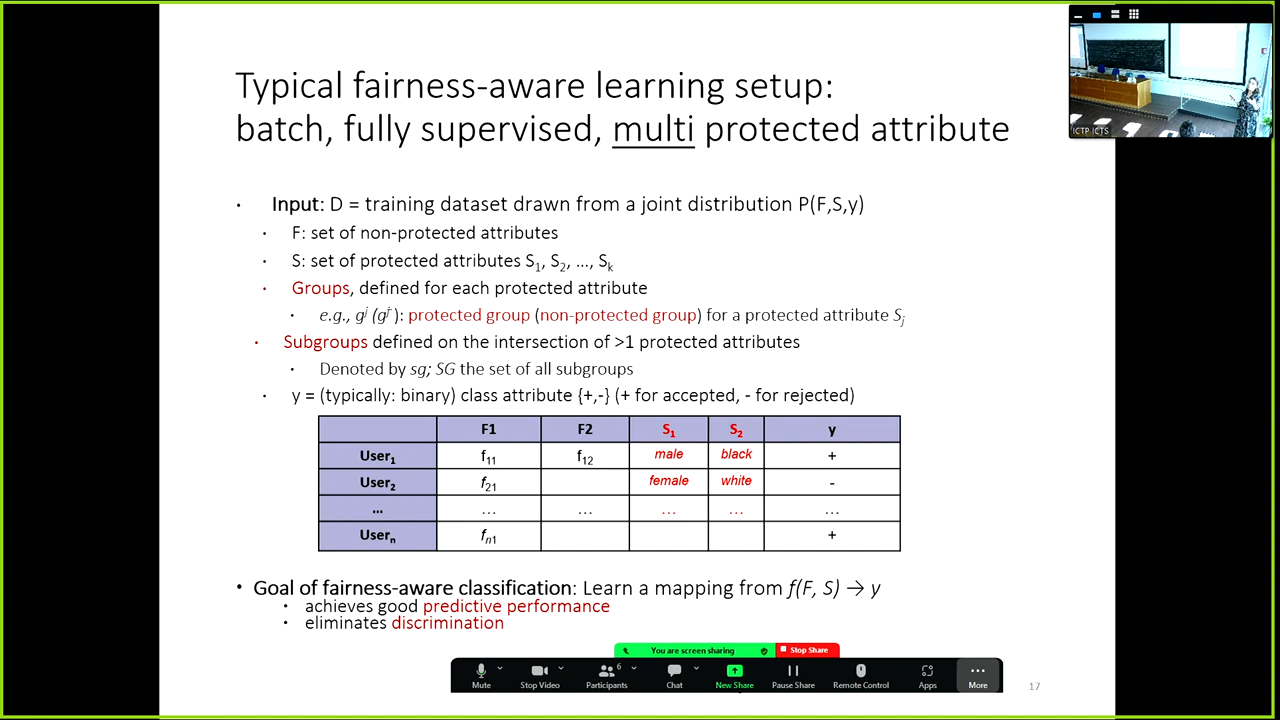 Typical fairness-aware learning setup:
batch, fully supervised, multi protected attribute
• Input: D = training dataset drawn from a joint distribution P(F,S,y)
• F: set of non-protected attributes
• S: set of protected attributes S1, S2, ..., Sk
• Groups, defined for each protected attribute
• e.g., g^j (g^j̄): protected group (non-protected group) for a protected attribute Sj
• Subgroups defined on the intersection of >1 protected attributes
• Denoted by sg; SG the set of all subgroups
• y = (typically: binary) class attribute {+,-} (+ for accepted, - for rejected)
F1 F2 S1 S2 y
User1 f11 f12 male black +
User2 f21 female white -
... ... ... ... ... ...
Usern fn1 +
• Goal of fairness-aware classification: Learn a mapping from f(F, S) → y
• achieves good predictive performance
• eliminates discrimination
You are screen sharing Stop Share
Mute Stop Video Participants 6 Chat New Share Pause Share Remote Control Apps More
17
ICTP ICTS